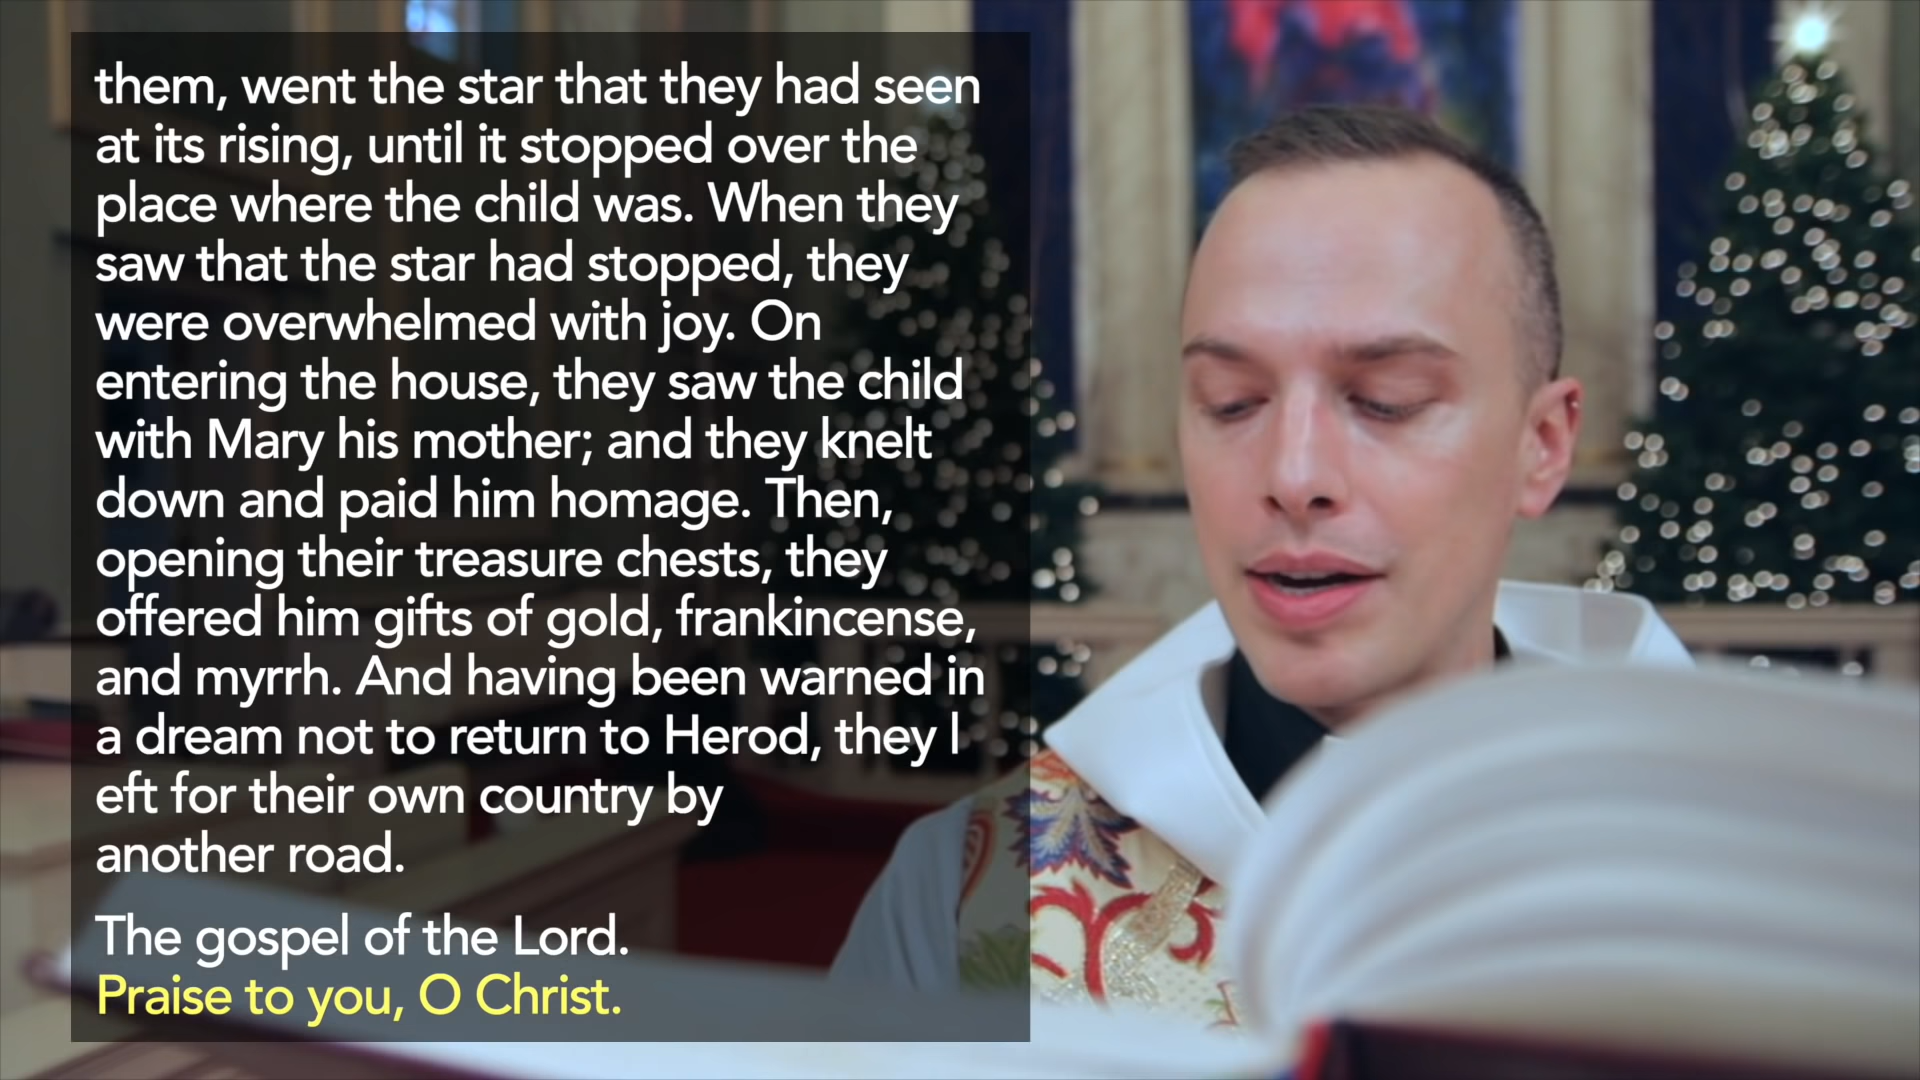 them, went the star that they had seen
at its rising, until it stopped over the
place where the child was. When they
saw that the star had stopped, they
were overwhelmed with joy. On
entering the house, they saw the child
with Mary his mother; and they knelt
down and paid him homage. Then,
opening their treasure chests, they
offered him gifts of gold, frankincense,
and myrrh. And having been warned in
a dream not to return to Herod, they l
eft for their own country by
another road.
The gospel of the Lord.
Praise to you, O Christ.